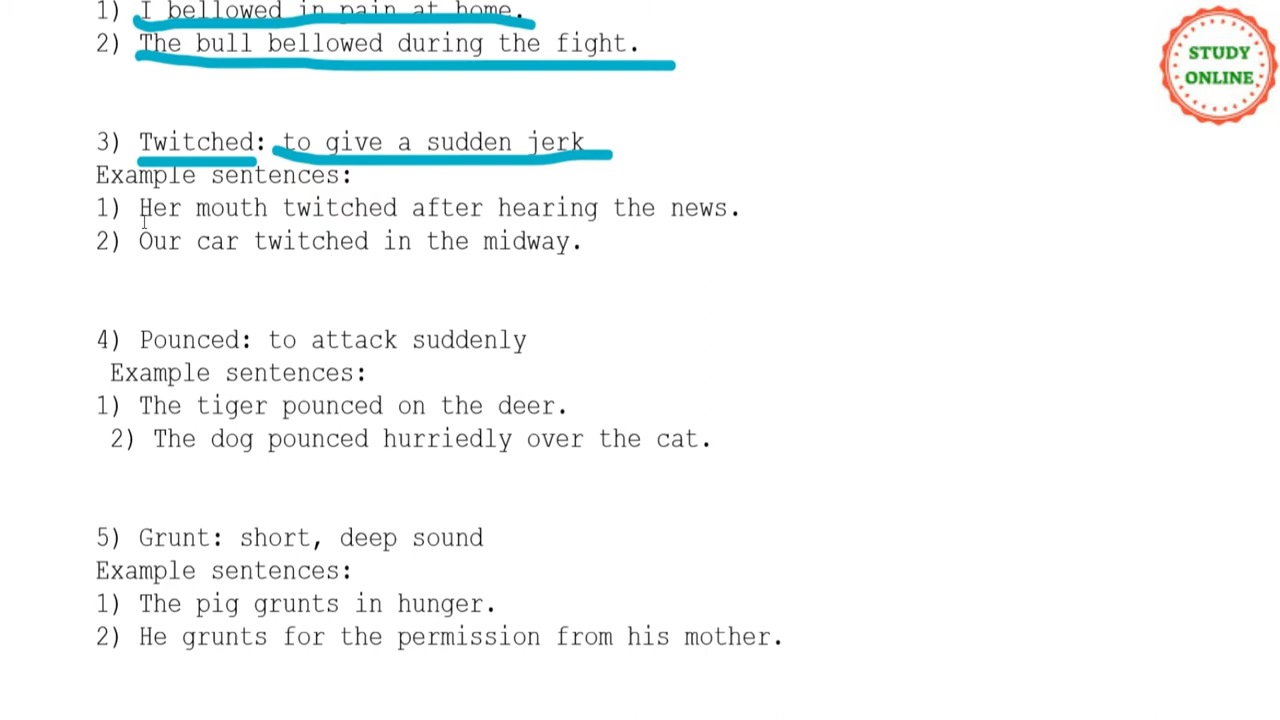 1) I bellowed in pain at home.
2) The bull bellowed during the fight.
STUDY
ONLINE
3) Twitched: to give a sudden jerk
Example sentences:
1) Her mouth twitched after hearing the news.
2) Our car twitched in the midway.
4) Pounced: to attack suddenly
Example sentences:
1) The tiger pounced on the deer.
2) The dog pounced hurriedly over the cat.
5) Grunt: short, deep sound
Example sentences:
1) The pig grunts in hunger.
2) He grunts for the permission from his mother.